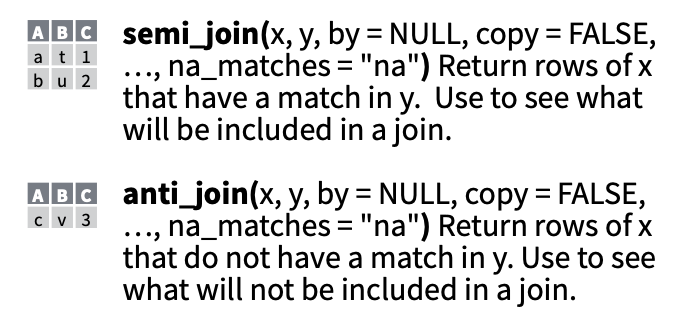 A B C
a t 1
b u 2
semi_join(x, y, by = NULL, copy = FALSE,
…, na_matches = "na") Return rows of x
that have a match in y. Use to see what
will be included in a join.
A B C
c v 3
anti_join(x, y, by = NULL, copy = FALSE,
…, na_matches = "na") Return rows of x
that do not have a match in y. Use to see
what will not be included in a join.